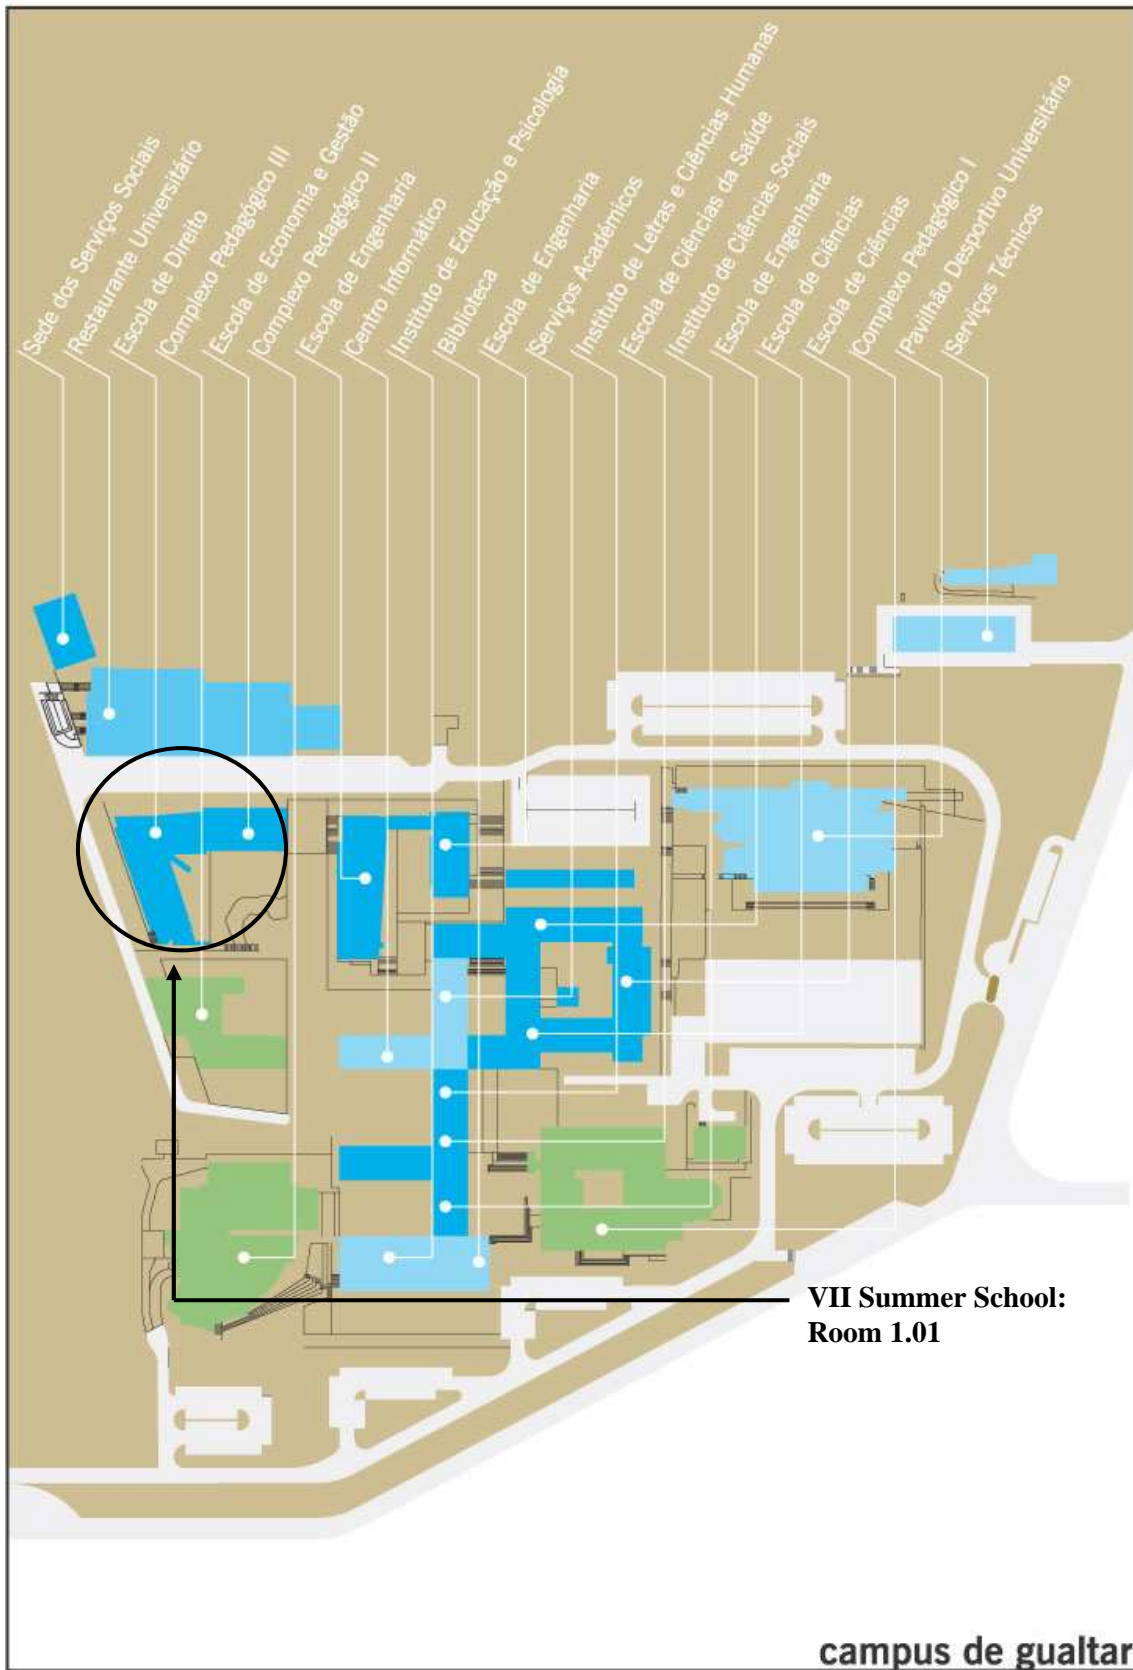 Sede dos Serviços Sociais
Restaurante Universitário
Escola de Direito
Complexo Pedagógico III
Escola de Economia e Gestão
Complexo Pedagógico II
Escola de Engenharia
Centro Informático
Instituto de Educação e Psicologia
Biblioteca
Escola de Engenharia
Serviços Académicos
Instituto de Letras e Ciências Humanas
Escola de Ciências da Saúde
Instituto de Ciências Sociais
Escola de Engenharia
Escola de Ciências
Escola de Ciências
Complexo Pedagógico I
Pavilhão Desportivo Universitário
Serviços Técnicos
VII Summer School:
Room 1.01
campus de gualtar